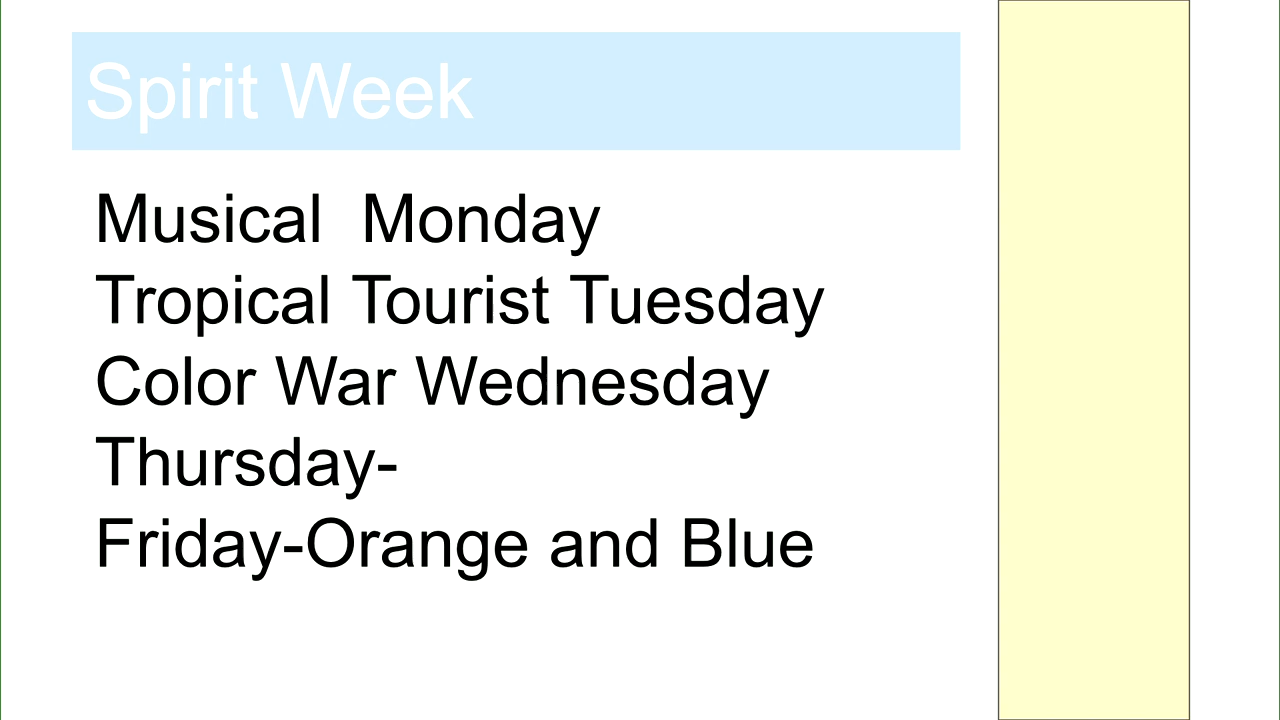 Spirit Week
Musical  Monday
Tropical Tourist Tuesday
Color War Wednesday
Thursday-
Friday-Orange and Blue